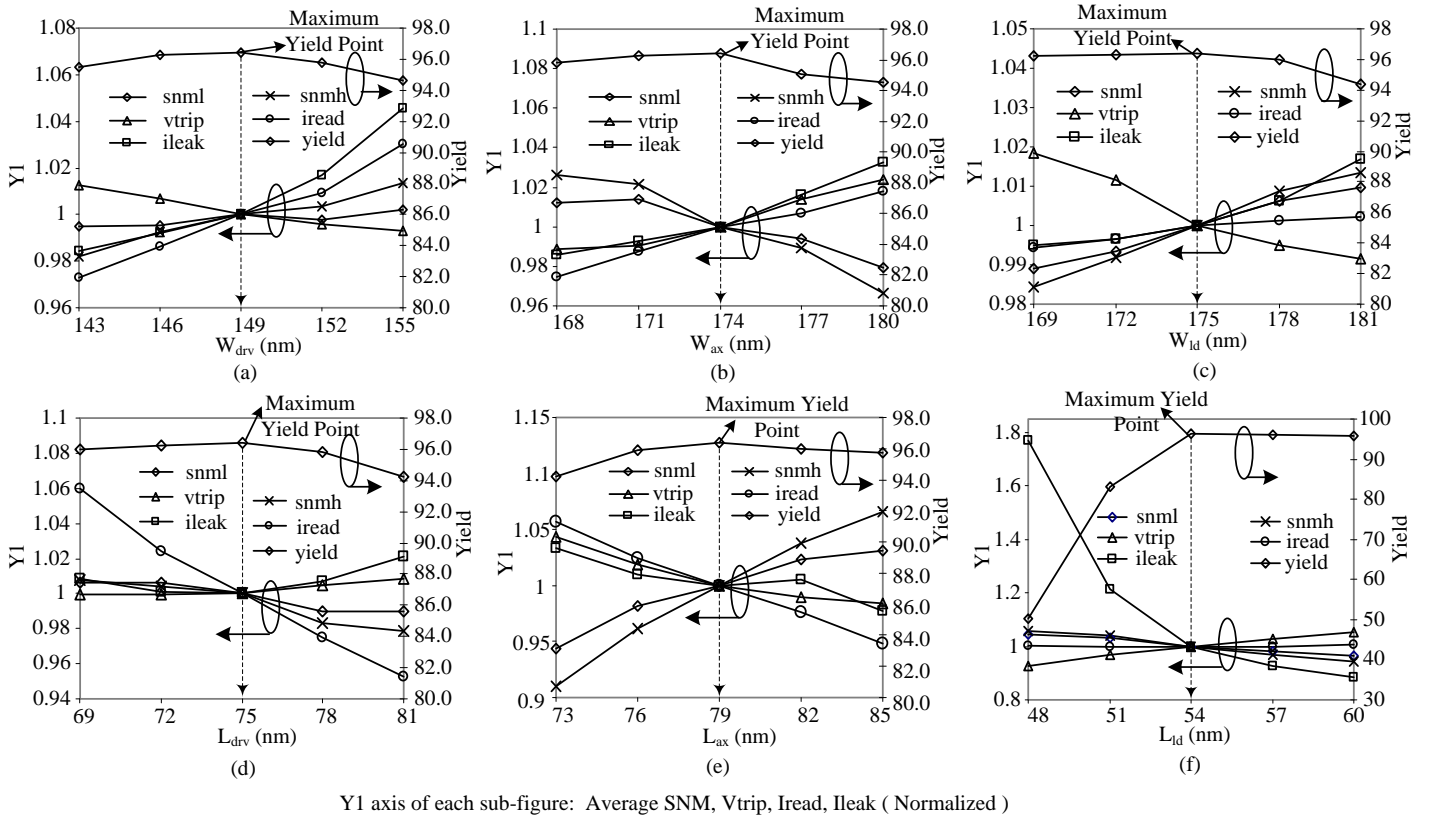 Maximum
Yield Point
1.08
1.06
1.04
1.02
1
0.98
0.96
Y1
98.0
96.0
94.0
92.0
90.0
88.0
86.0
84.0
82.0
80.0
Yield
snml
vtrip
ileak
snmh
iread
yield
143 146 149 152 155
W_drv (nm)
(a)
Maximum
Yield Point
1.1
1.08
1.06
1.04
1.02
1
0.98
0.96
Y1
98.0
96.0
94.0
92.0
90.0
88.0
86.0
84.0
82.0
80.0
Yield
snml
vtrip
ileak
snmh
iread
yield
168 171 174 177 180
W_ax (nm)
(b)
Maximum
Yield Point
1.05
1.04
1.03
1.02
1.01
1
0.99
0.98
Y1
98
96
94
92
90
88
86
84
82
80
Yield
snml
vtrip
ileak
snmh
iread
yield
169 172 175 178 181
W_ld (nm)
(c)
Maximum
Yield Point
1.1
1.08
1.06
1.04
1.02
1
0.98
0.96
0.94
Y1
98.0
96.0
94.0
92.0
90.0
88.0
86.0
84.0
82.0
80.0
Yield
snml
vtrip
ileak
snmh
iread
yield
69 72 75 78 81
L_drv (nm)
(d)
Maximum Yield
Point
1.15
1.1
1.05
1
0.95
0.9
Y1
98.0
96.0
94.0
92.0
90.0
88.0
86.0
84.0
82.0
80.0
Yield
snml
vtrip
ileak
snmh
iread
yield
73 76 79 82 85
L_ax (nm)
(e)
Maximum Yield
Point
1.8
1.6
1.4
1.2
1
0.8
Y1
100
90
80
70
60
50
40
30
Yield
snml
vtrip
ileak
snmh
iread
yield
48 51 54 57 60
L_ld (nm)
(f)
Y1 axis of each sub-figure: Average SNM, Vtrip, Iread, Ileak ( Normalized )